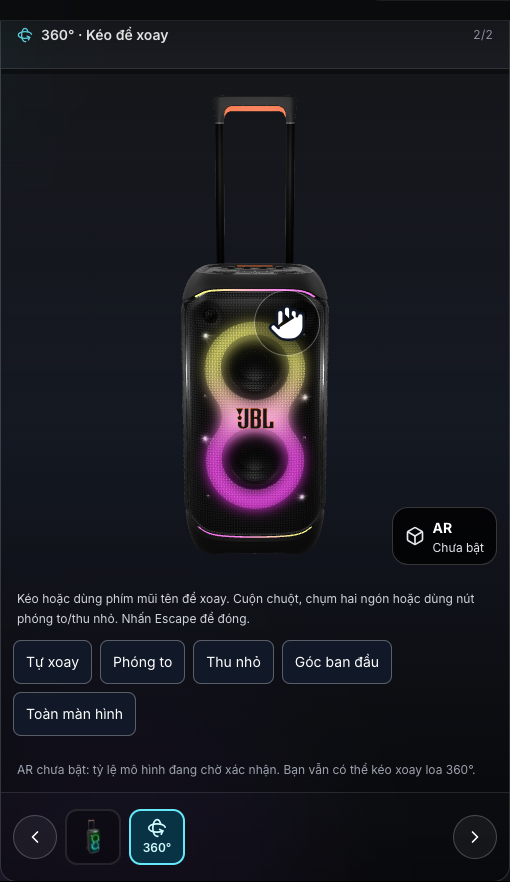 360° · Kéo để xoay
2/2
JBL
AR
Chưa bật
Kéo hoặc dùng phím mũi tên để xoay. Cuộn chuột, chụm hai ngón hoặc dùng nút
phóng to/thu nhỏ. Nhấn Escape để đóng.
Tự xoay
Phóng to
Thu nhỏ
Góc ban đầu
Toàn màn hình
AR chưa bật: tỷ lệ mô hình đang chờ xác nhận. Bạn vẫn có thể kéo xoay loa 360°.
360°